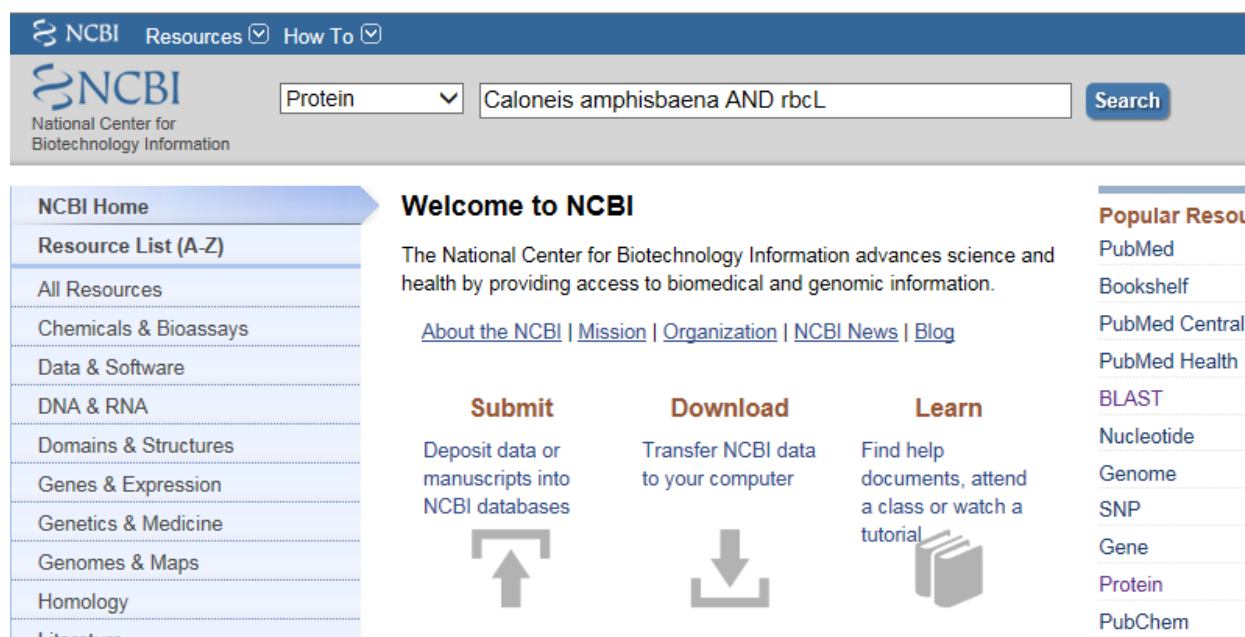 NCBI Resources How To
NCBI
National Center for
Biotechnology Information
Protein
Caloneis amphisbaena AND rbcL
Search
NCBI Home
Resource List (A-Z)
All Resources
Chemicals & Bioassays
Data & Software
DNA & RNA
Domains & Structures
Genes & Expression
Genetics & Medicine
Genomes & Maps
Homology
Welcome to NCBI
The National Center for Biotechnology Information advances science and
health by providing access to biomedical and genomic information.
About the NCBI | Mission | Organization | NCBI News | Blog
Submit
Deposit data or
manuscripts into
NCBI databases
Download
Transfer NCBI data
to your computer
Learn
Find help
documents, attend
a class or watch a
tutorial
Popular Resou
PubMed
Bookshelf
PubMed Central
PubMed Health
BLAST
Nucleotide
Genome
SNP
Gene
Protein
PubChem